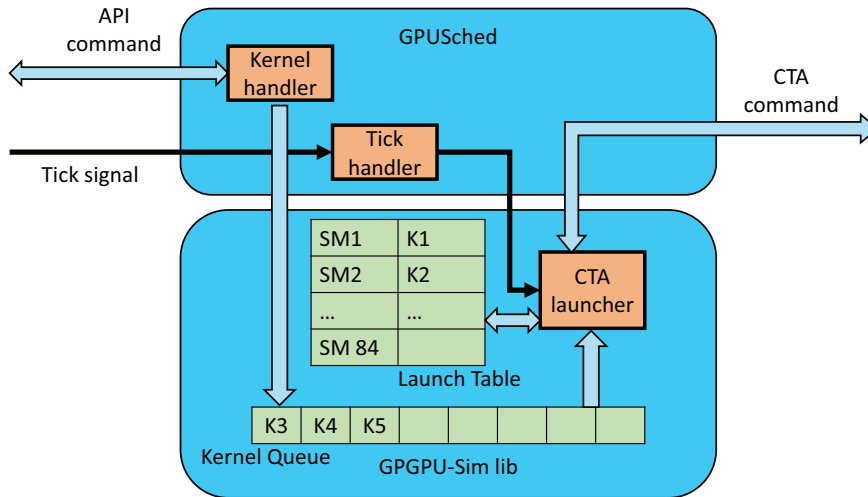 API
command
GPUSched
Kernel
handler
CTA
command
Tick
handler
Tick signal
SM1 K1
SM2 K2
... ...
SM 84
CTA
launcher
Launch Table
K3 K4 K5
Kernel Queue
GPGPU-Sim lib